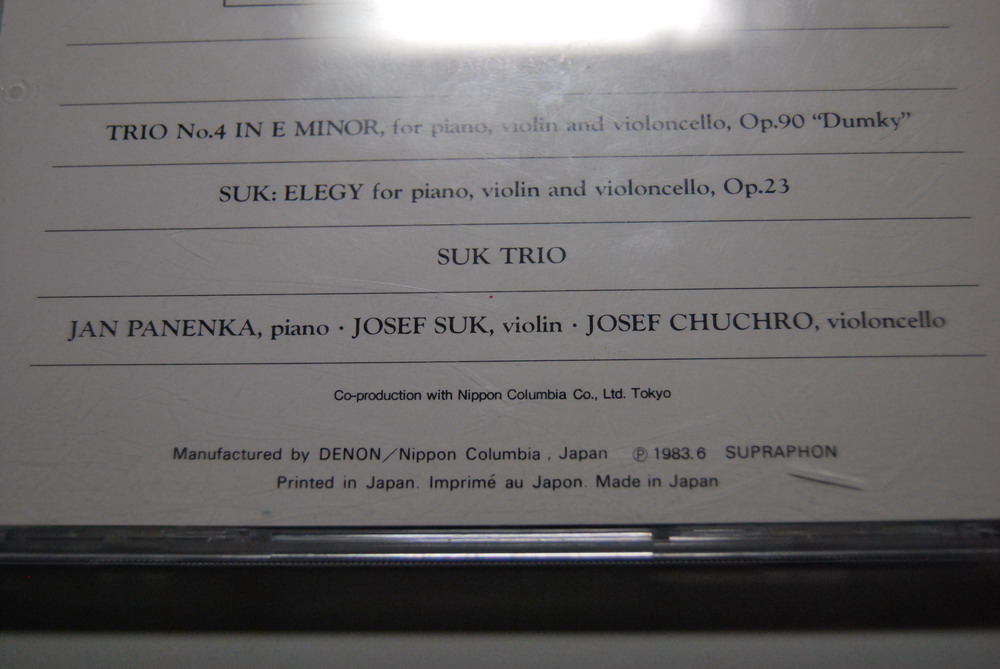 TRIO No.4 IN E MINOR, for piano, violin and violoncello, Op.90 “Dumky”
SUK: ELEGY for piano, violin and violoncello, Op.23
SUK TRIO
JAN PANENKA, piano · JOSEF SUK, violin · JOSEF CHUCHRO, violoncello
Co-production with Nippon Columbia Co., Ltd. Tokyo
Manufactured by DENON／Nippon Columbia , Japan ℗ 1983.6 SUPRAPHON
Printed in Japan. Imprimé au Japon. Made in Japan